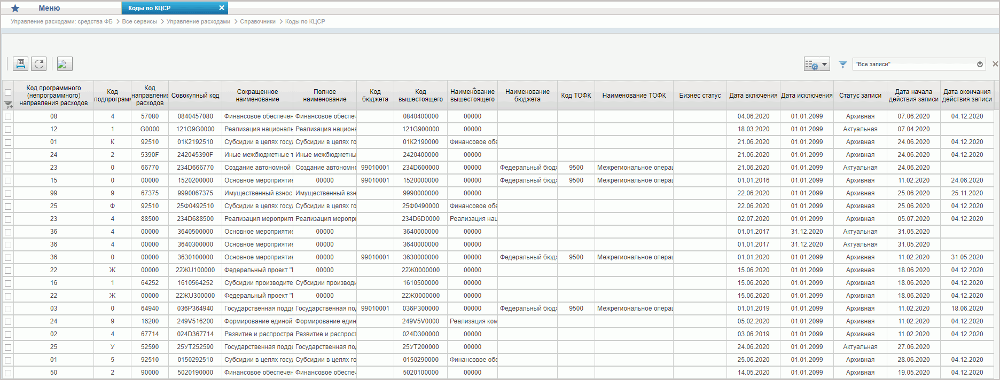 Меню
Коды по КЦСР
Управление расходами: средства ФБ > Все сервисы > Управление расходами > Справочники > Коды по КЦСР
"Все записи"
Код программного (непрограммного) направления расходов Код подпрограмм Код направления расходов Совокупный код Сокращенное наименование Полное наименование Код бюджета Код вышестоящего Наименование вышестоящего Наименование бюджета Код ТОФК Наименование ТОФК Бизнес статус Дата включения Дата исключения Статус записи Дата начала действия записи Дата окончания действия записи
08 4 57080 0840457080 Финансовое обеспечен Финансовое обеспеч 0840400000 00000 04.06.2020 01.01.2099 Архивная 07.06.2020 04.12.2020
12 1 G0000 121G9G0000 Реализация националь Реализация национа 121G900000 00000 18.03.2020 01.01.2099 Актуальная 07.04.2020
01 К 92510 01К2192510 Субсидии в целях госуд Субсидии в целях го 01К2190000 Финансовое обе 21.06.2020 01.01.2099 Архивная 24.06.2020 04.12.2020
24 2 5390F 242045390F Иные межбюджетные т Иные межбюджетны 2420400000 00000 21.06.2020 01.01.2099 Архивная 24.06.2020 04.12.2020
23 0 66770 234D666770 Создание автономной Создание автономно 99010001 234D600000 00000 Федеральный бюдж 9500 Межрегиональное операц 21.06.2020 01.01.2099 Актуальная 24.06.2020
15 0 00000 1520200000 Основное мероприятие 00000 99010001 1520000000 00000 Федеральный бюдж 9500 Межрегиональное операц 01.01.2016 01.01.2099 Архивная 11.02.2020 24.06.2020
99 9 67375 9990067375 Имущественный взнос Имущественный взн 9990000000 00000 22.06.2020 01.01.2099 Архивная 25.06.2020 25.11.2020
25 Ф 92510 25Ф0492510 Субсидии в целях госуд Субсидии в целях го 25Ф0490000 Финансовое обе 22.06.2020 01.01.2099 Архивная 25.06.2020 04.12.2020
23 4 88500 234D688500 Реализация мероприят Реализация меропри 234D6D0000 Реализация нац 02.07.2020 01.01.2099 Архивная 05.07.2020 04.12.2020
36 4 00000 3640500000 Основное мероприятие 00000 3640000000 00000 01.01.2017 31.12.2020 Актуальная 31.05.2020
36 4 00000 3640300000 Основное мероприятие 00000 3640000000 00000 01.01.2017 31.12.2020 Актуальная 31.05.2020
36 0 00000 3630100000 Основное мероприятие 00000 99010001 3630000000 00000 Федеральный бюдж 9500 Межрегиональное операц 01.01.2020 01.01.2099 Архивная 11.02.2020 31.05.2020
22 Ж 00000 22ЖU100000 Федеральный проект " 00000 22Ж0000000 00000 15.06.2020 01.01.2099 Архивная 18.06.2020 04.12.2020
16 1 64252 1610564252 Субсидии производите Субсидии производи 1610500000 00000 15.06.2020 01.01.2099 Архивная 18.06.2020 04.12.2020
22 Ж 00000 22ЖU300000 Федеральный проект " 00000 22Ж0000000 00000 15.06.2020 01.01.2099 Архивная 18.06.2020 04.12.2020
03 0 64940 036P364940 Государственная подде Государственная под 99010001 036P300000 00000 Федеральный бюдж 9500 Межрегиональное операц 01.01.2019 01.01.2099 Архивная 11.02.2020 18.06.2020
24 9 16200 249V516200 Формирование единой Формирование един 249V5V0000 Реализация ком 05.02.2020 01.01.2099 Архивная 11.02.2020 04.12.2020
02 4 67714 024D367714 Развитие и распростра Развитие и распрост 024D300000 00000 03.06.2019 01.01.2099 Архивная 11.02.2020 04.12.2020
25 У 52590 25УТ252590 Государственная подде Государственная под 25УТ200000 00000 24.06.2020 01.01.2099 Актуальная 27.06.2020
01 5 92510 0150292510 Субсидии в целях госуд Субсидии в целях го 0150290000 Финансовое обе 25.06.2020 01.01.2099 Архивная 28.06.2020 04.12.2020
50 2 90000 5020190000 Финансовое обеспечен Финансовое обеспеч 5020100000 00000 14.05.2020 01.01.2099 Архивная 19.05.2020 04.12.2020